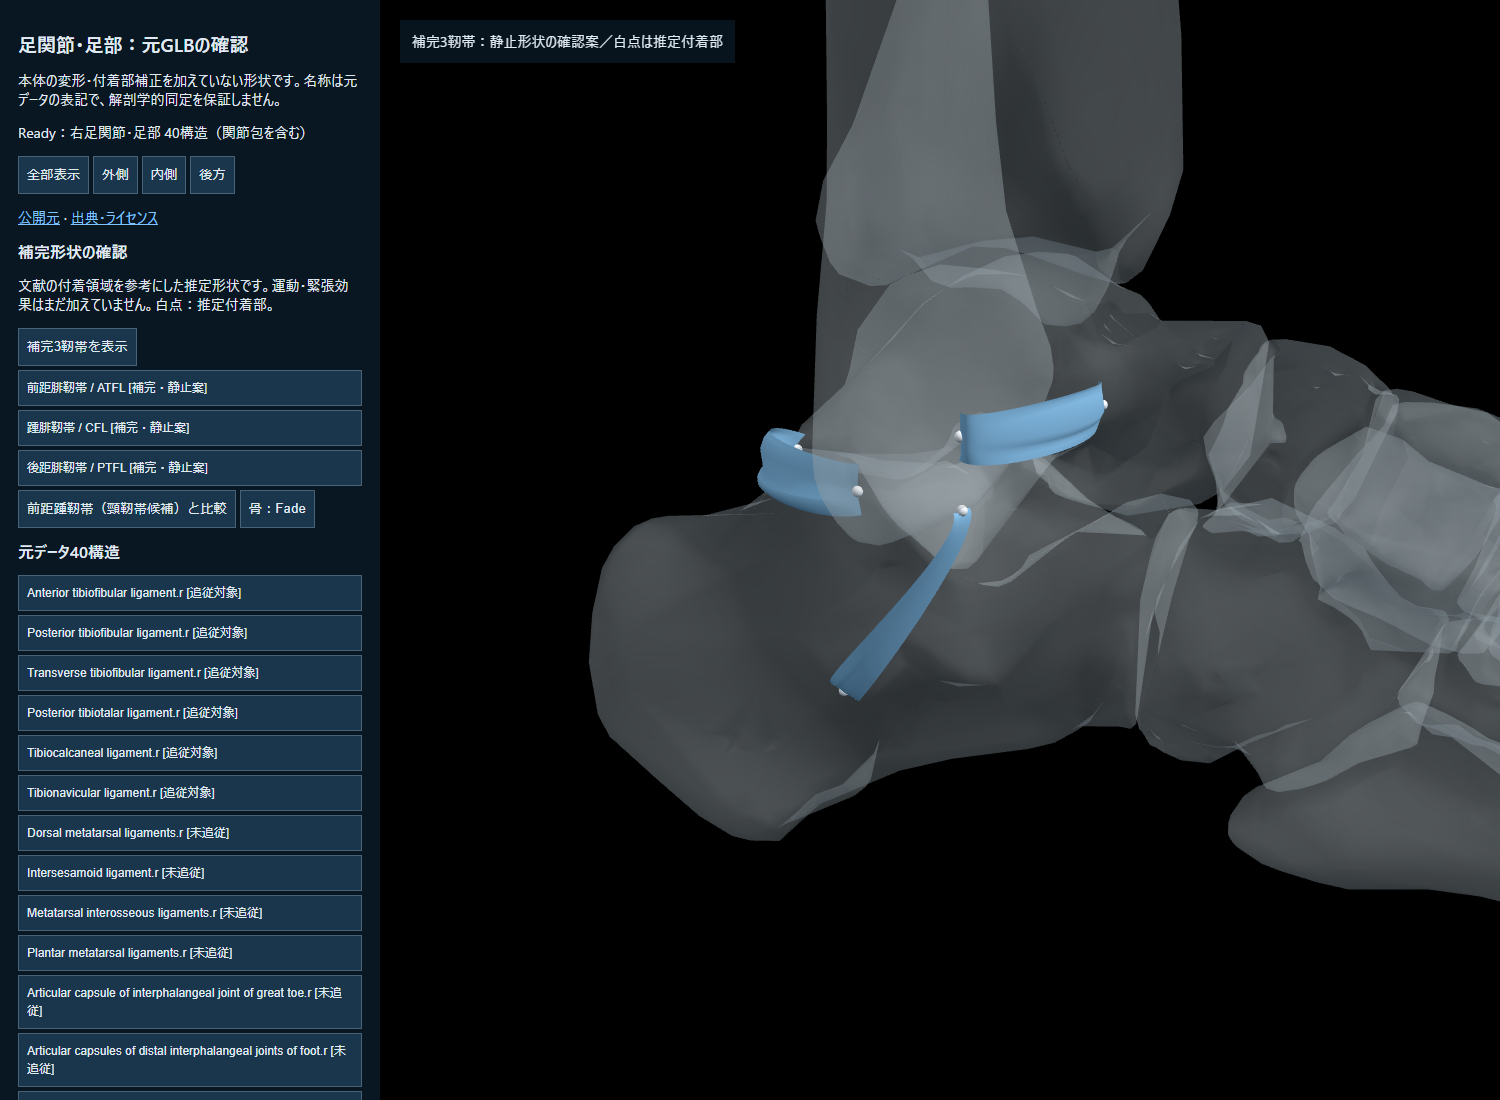 足関節・足部：元GLBの確認
本体の変形・付着部補正を加えていない形状です。名称は元
データの表記で、解剖学的同定を保証しません。
Ready：右足関節・足部 40構造（関節包を含む）
全部表示 外側 内側 後方
公開元 · 出典・ライセンス
補完形状の確認
文献の付着領域を参考にした推定形状です。運動・緊張効
果はまだ加えていません。白点：推定付着部。
補完3靭帯を表示
前距腓靭帯 / ATFL [補完・静止案]
踵腓靭帯 / CFL [補完・静止案]
後距腓靭帯 / PTFL [補完・静止案]
前距踵靭帯（頸靭帯候補）と比較 骨：Fade
元データ40構造
Anterior tibiofibular ligament.r [追従対象]
Posterior tibiofibular ligament.r [追従対象]
Transverse tibiofibular ligament.r [追従対象]
Posterior tibiotalar ligament.r [追従対象]
Tibiocalcaneal ligament.r [追従対象]
Tibionavicular ligament.r [追従対象]
Dorsal metatarsal ligaments.r [未追従]
Intersesamoid ligament.r [未追従]
Metatarsal interosseous ligaments.r [未追従]
Plantar metatarsal ligaments.r [未追従]
Articular capsule of interphalangeal joint of great toe.r [未追
従]
Articular capsules of distal interphalangeal joints of foot.r [未
追従]
補完3靭帯：静止形状の確認案／白点は推定付着部